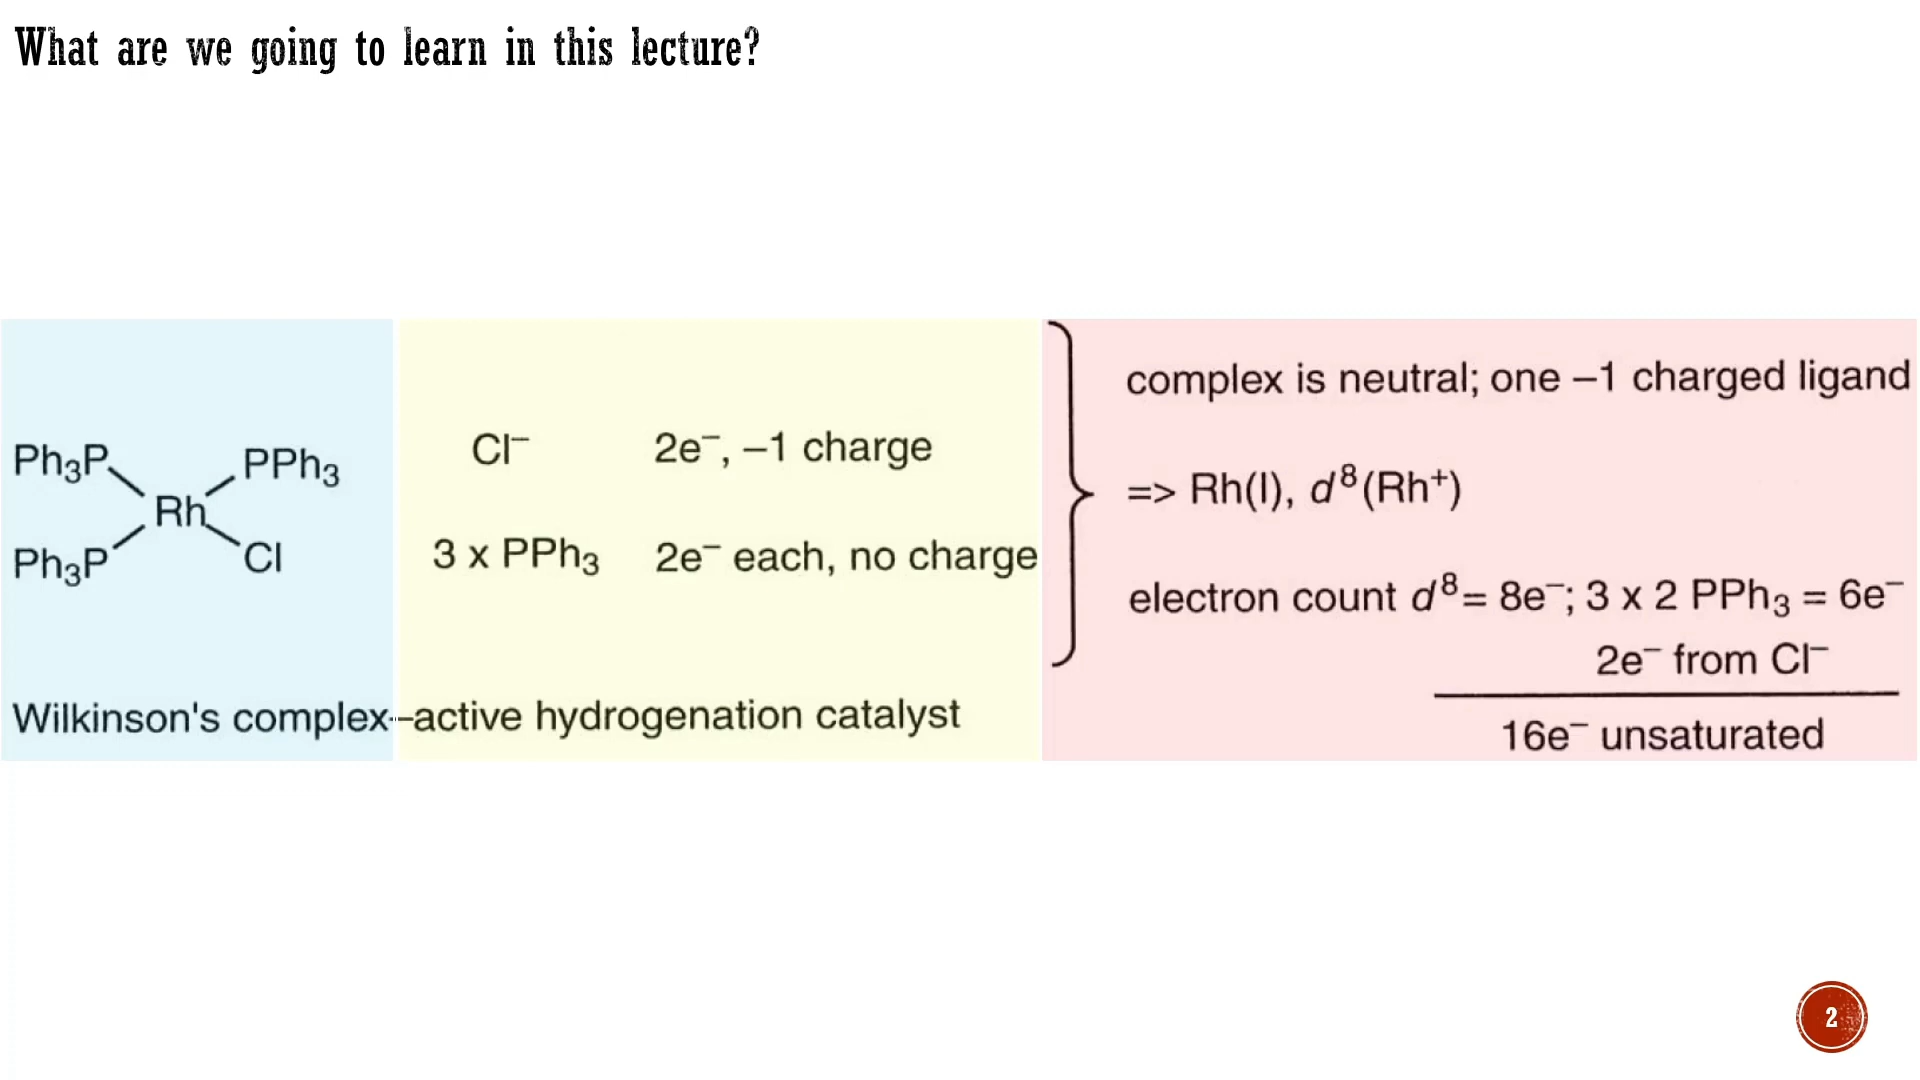 What are we going to learn in this lecture?
Ph₃P PPh₃
Rh
Ph₃P Cl
Cl⁻ 2e⁻, –1 charge
3 x PPh₃ 2e⁻ each, no charge
Wilkinson's complex--active hydrogenation catalyst
complex is neutral; one –1 charged ligand
=> Rh(I), d⁸(Rh⁺)
electron count d⁸= 8e⁻; 3 x 2 PPh₃ = 6e⁻
2e⁻ from Cl⁻
16e⁻ unsaturated
2